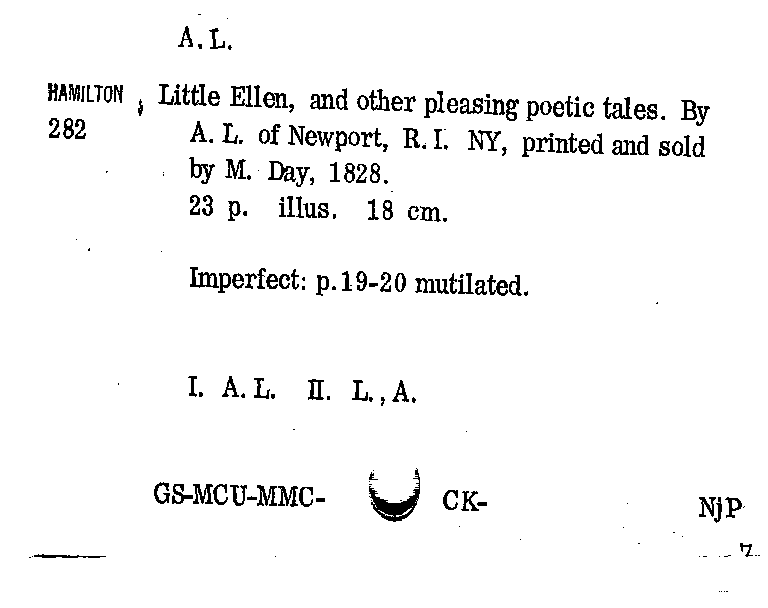 A. L.
HAMILTON ; Little Ellen, and other pleasing poetic tales. By
282 A. L. of Newport, R. I. NY, printed and sold
by M. Day, 1828.
23 p. illus. 18 cm.
Imperfect: p. 19-20 mutilated.
I. A. L. II. L., A.
GS-MCU-MMC- CK- NjP
7